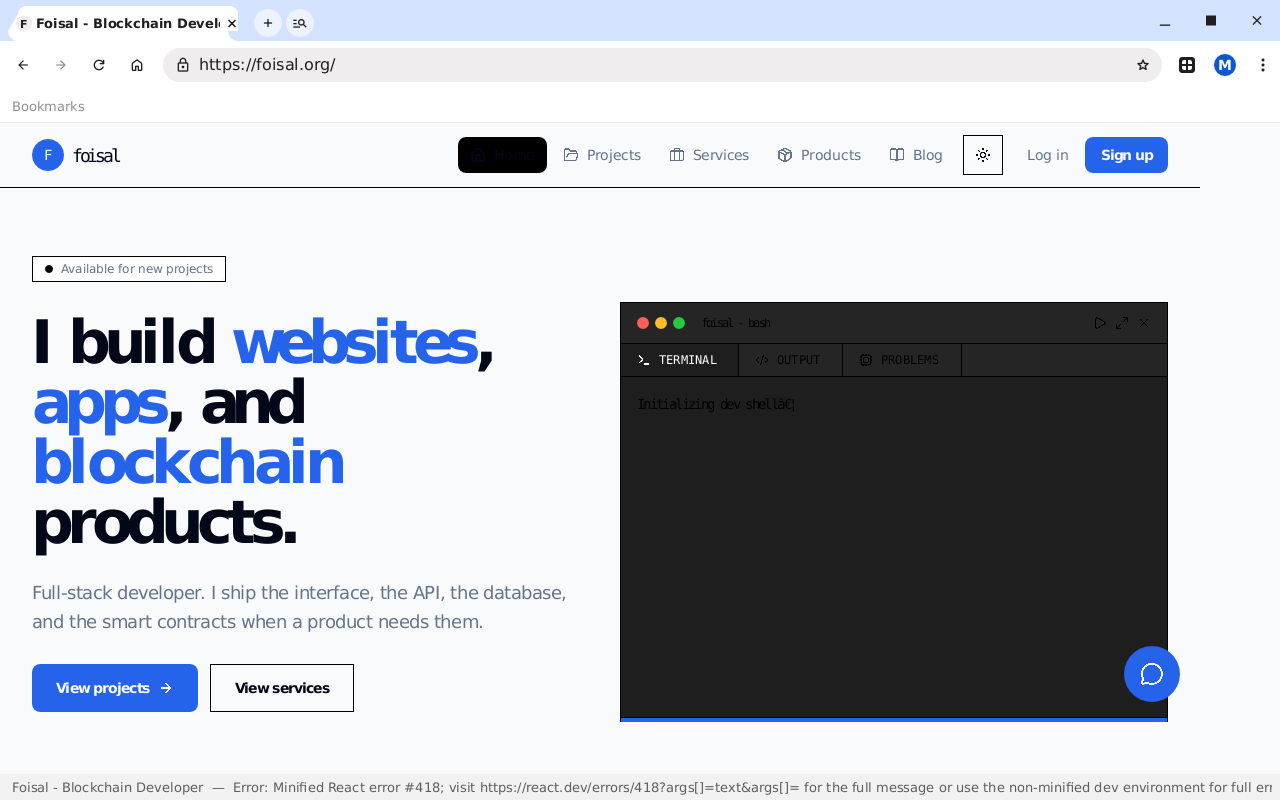 F Foisal - Blockchain Devel
https://foisal.org/
M
Bookmarks
F foisal
Home Projects Services Products Blog Log in Sign up
Available for new projects
I build websites,
apps, and
blockchain
products.
foisal - bash
TERMINAL OUTPUT PROBLEMS
Initializing dev shellâ€¦
Full-stack developer. I ship the interface, the API, the database,
and the smart contracts when a product needs them.
View projects View services
Foisal - Blockchain Developer — Error: Minified React error #418; visit https://react.dev/errors/418?args[]=text&args[]= for the full message or use the non-minified dev environment for full err